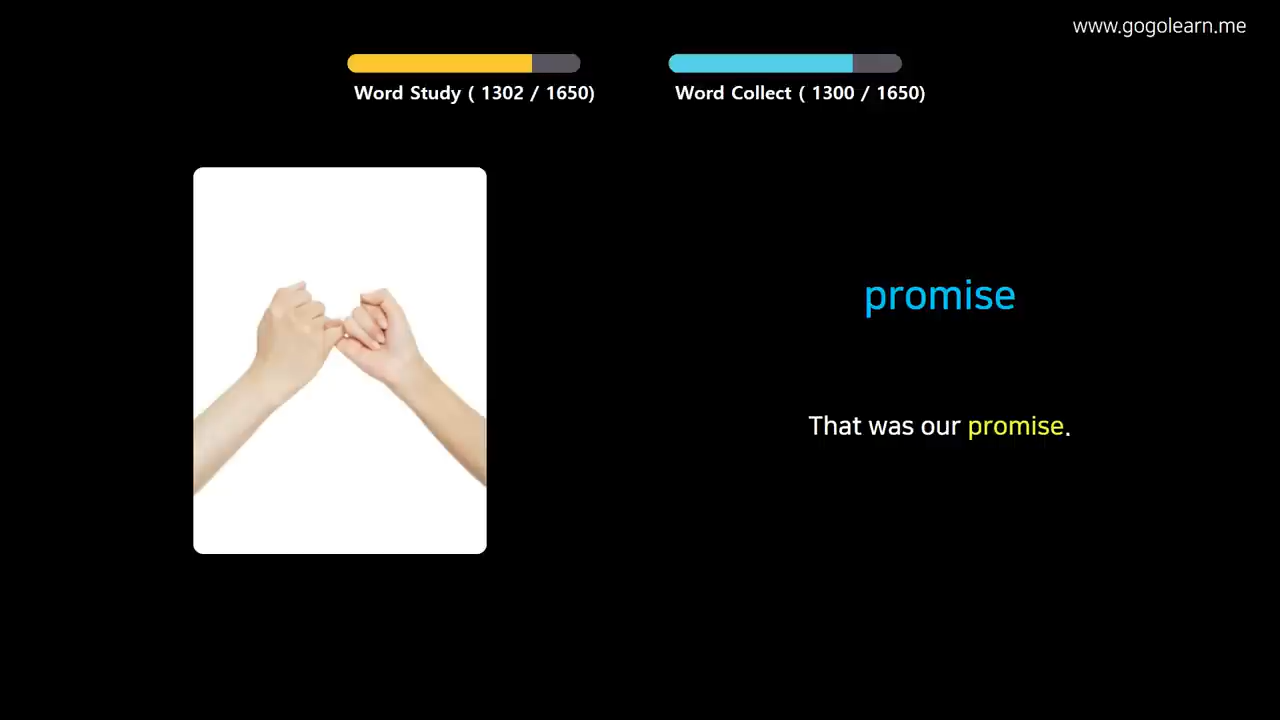 www.gogolearn.me
Word Study ( 1302 / 1650)
Word Collect ( 1300 / 1650)
promise
That was our promise.